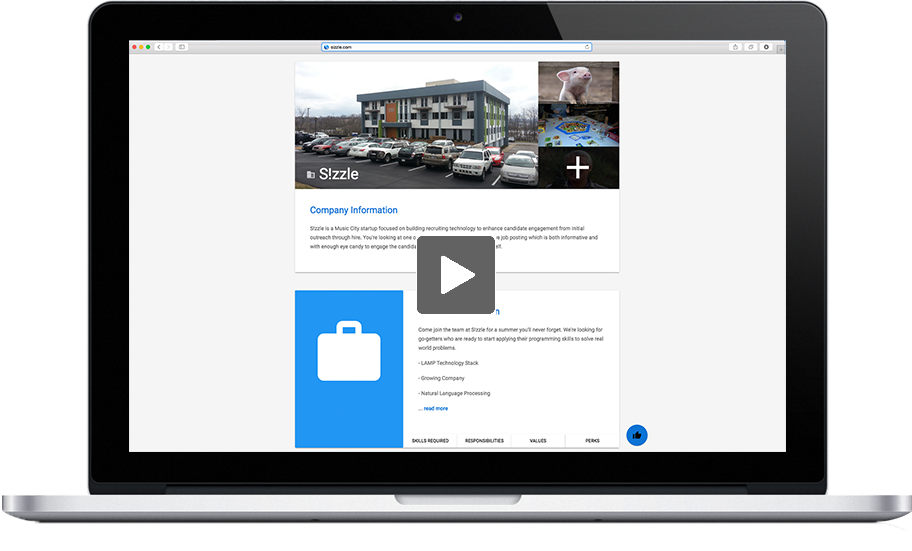 sizzle.com
S!zzle
Company Information
S!zzle is a Music City startup focused on building recruiting technology to enhance candidate engagement from initial
outreach through hire. You're looking at one o job posting which is both informative and
with enough eye candy to engage the candida
Come join the team at S!zzle for a summer you'll never forget. We're looking for
go-getters who are ready to start applying their programming skills to solve real
world problems.
- LAMP Technology Stack
- Growing Company
- Natural Language Processing
... read more
SKILLS REQUIRED RESPONSIBILITIES VALUES PERKS